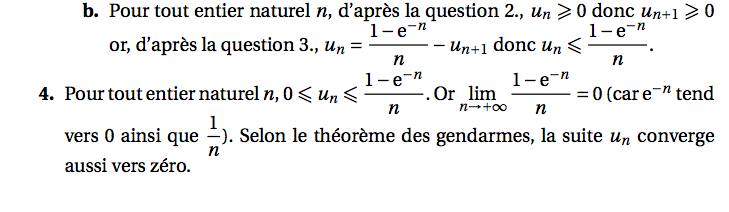 b. Pour tout entier naturel n, d'après la question 2., uₙ ⩾ 0 donc uₙ₊₁ ⩾ 0
or, d'après la question 3., uₙ = (1 − e⁻ⁿ)/n − uₙ₊₁ donc uₙ ⩽ (1 − e⁻ⁿ)/n.
4. Pour tout entier naturel n, 0 ⩽ uₙ ⩽ (1 − e⁻ⁿ)/n. Or lim n→+∞ (1 − e⁻ⁿ)/n = 0 (car e⁻ⁿ tend
vers 0 ainsi que 1/n). Selon le théorème des gendarmes, la suite uₙ converge
aussi vers zéro.